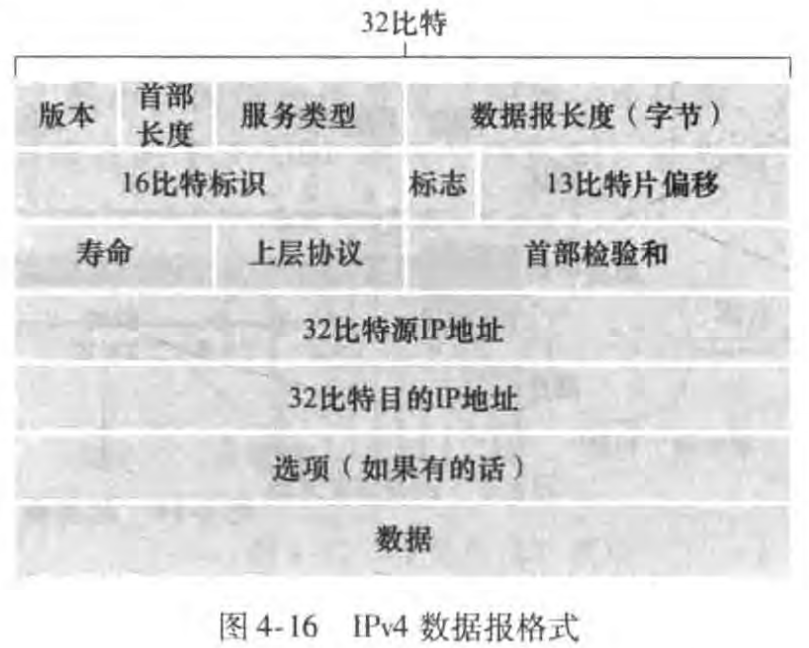 32比特
版本 首部长度 服务类型 数据报长度（字节）
16比特标识 标志 13比特片偏移
寿命 上层协议 首部检验和
32比特源IP地址
32比特目的IP地址
选项（如果有的话）
数据
图 4-16 IPv4 数据报格式